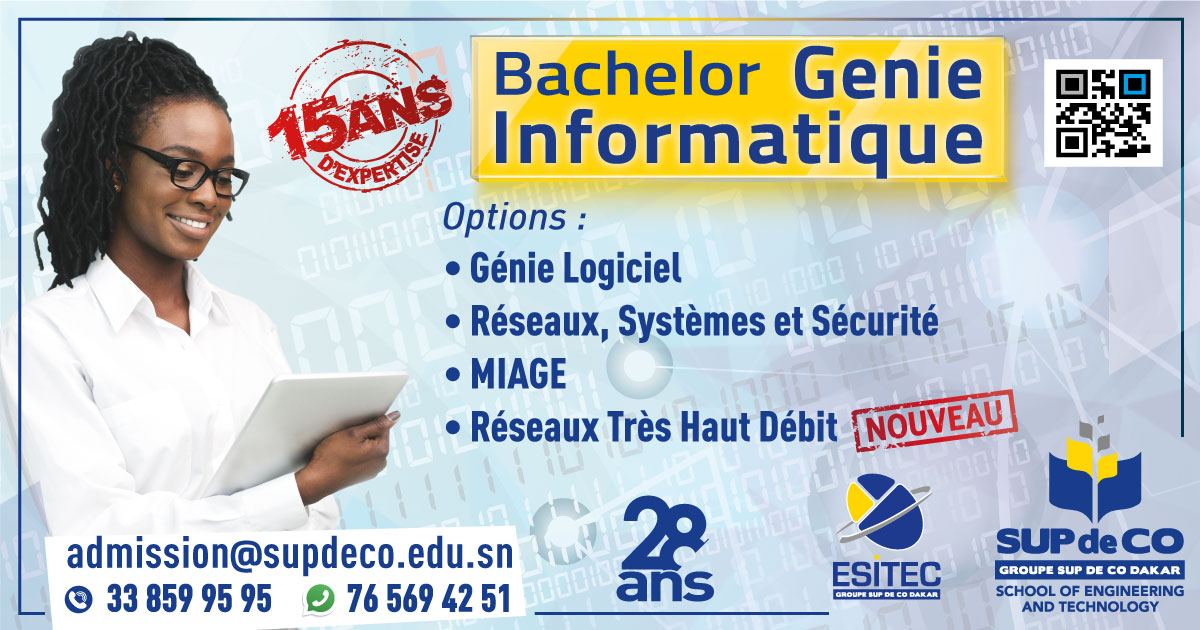 15ANS
D'EXPERTISE
Bachelor Genie
Informatique
Options :
• Génie Logiciel
• Réseaux, Systèmes et Sécurité
• MIAGE
• Réseaux Très Haut Débit NOUVEAU
admission@supdeco.edu.sn
33 859 95 95 76 569 42 51
28
ans
ESITEC
GROUPE SUP DE CO DAKAR
SUP de CO
GROUPE SUP DE CO DAKAR
SCHOOL OF ENGINEERING
AND TECHNOLOGY